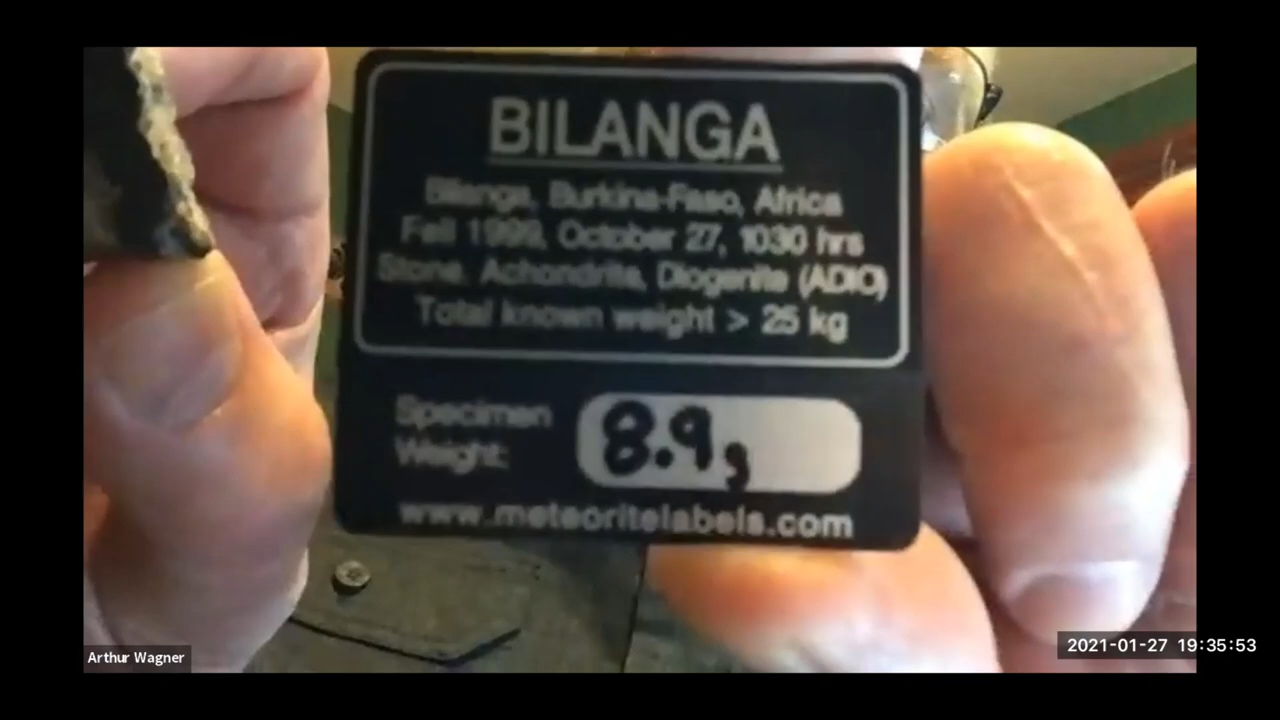 BILANGA
Bilanga, Burkina-Faso, Africa
Fall 1999, October 27, 1030 hrs
Stone, Achondrite, Diogenite (ADIO)
Total known weight > 25 kg
Specimen
Weight:
8.9g
www.meteoritelabels.com
Arthur Wagner
2021-01-27 19:35:53